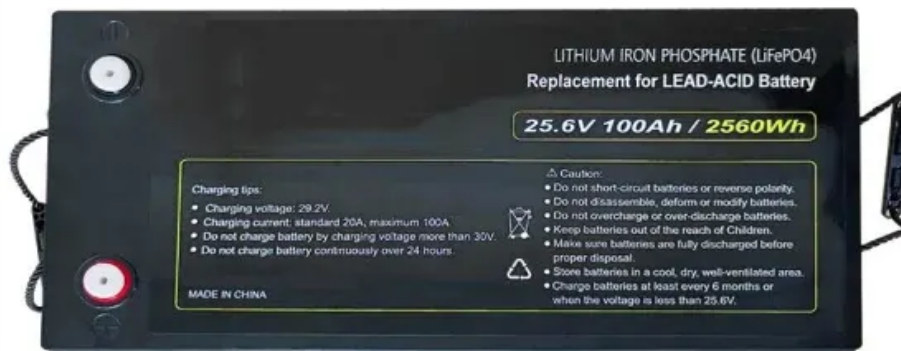 LITHIUM IRON PHOSPHATE (LiFePO4)
Replacement for LEAD-ACID Battery
25.6V 100Ah / 2560Wh
Charging tips:
• Charging voltage: 29.2V.
• Charging current: standard 20A, maximum 100A
• Do not charge battery by charging voltage more than 30V.
• Do not charge battery continuously over 24 hours.
MADE IN CHINA
⚠ Caution:
• Do not short-circuit batteries or reverse polarity.
• Do not disassemble, deform or modify batteries.
• Do not overcharge or over-discharge batteries.
• Keep batteries out of the reach of Children.
• Make sure batteries are fully discharged before
proper disposal.
• Store batteries in a cool, dry, well-ventilated area.
• Charge batteries at least every 6 months or
when the voltage is less than 25.6V.